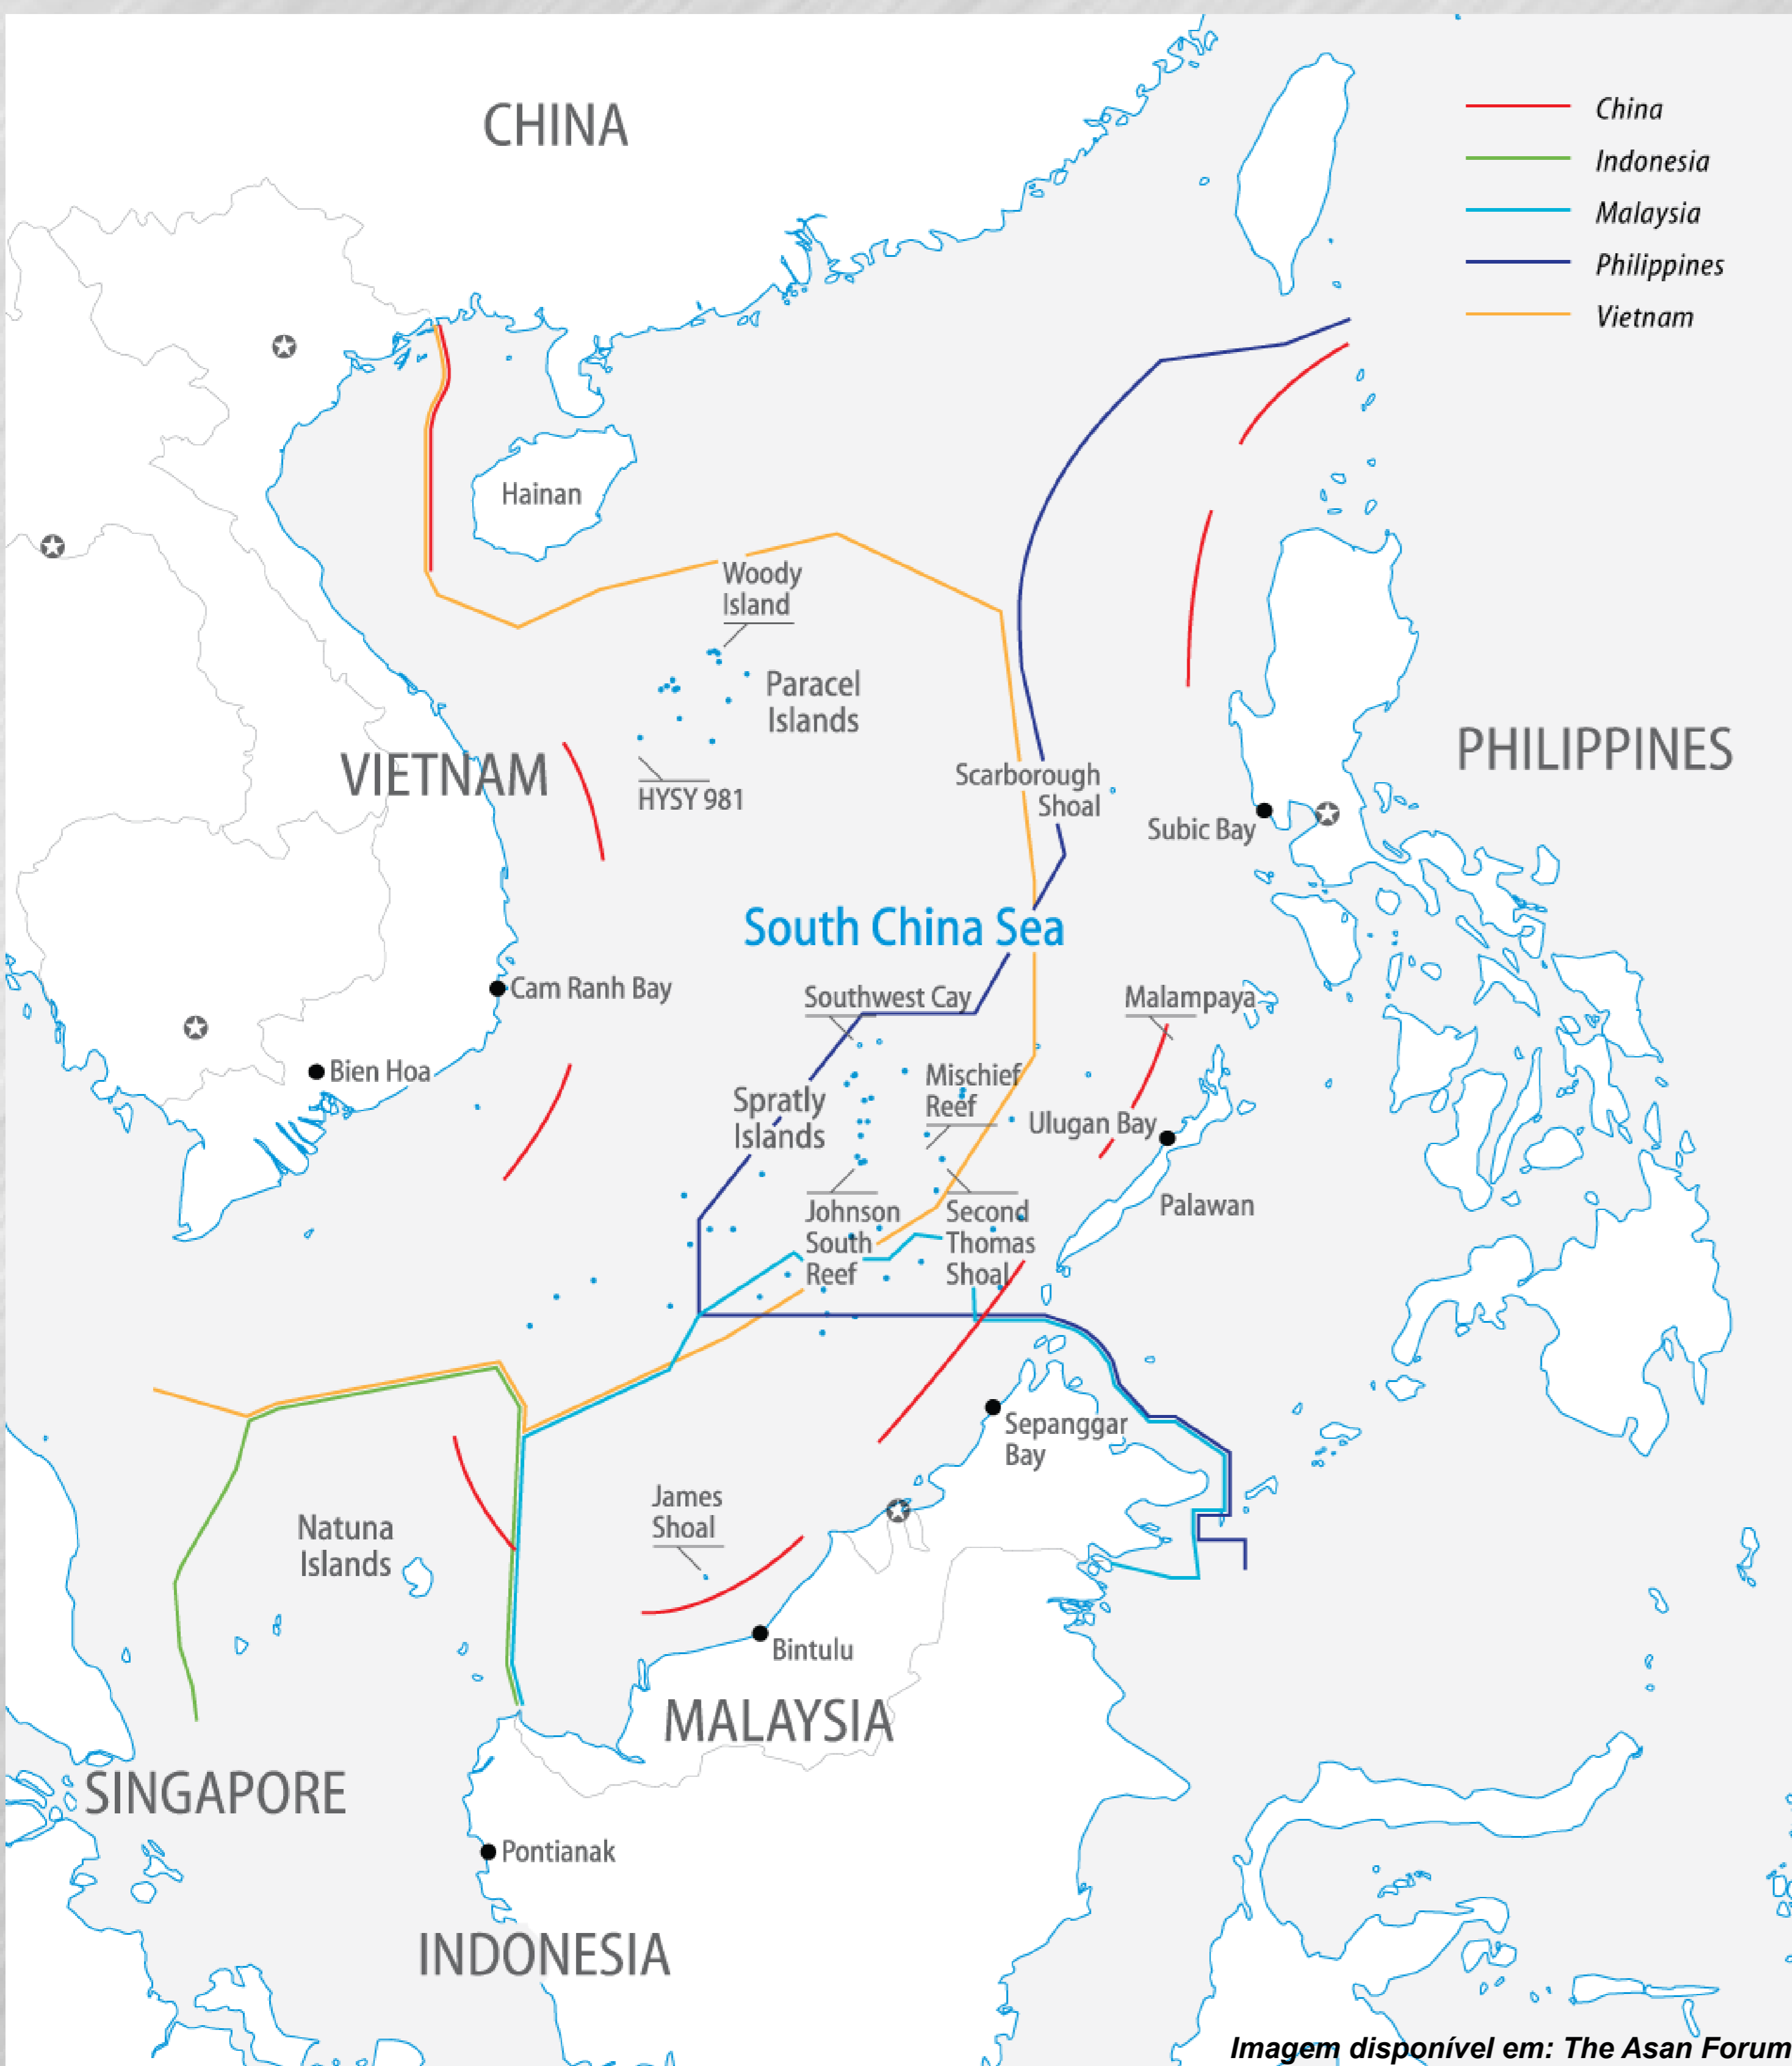 CHINA
China
Indonesia
Malaysia
Philippines
Vietnam
Hainan
Woody
Island
Paracel
Islands
VIETNAM
HYSY 981
Scarborough
Shoal
PHILIPPINES
Subic Bay
South China Sea
Cam Ranh Bay
Southwest Cay
Malampaya
Bien Hoa
Mischief
Reef
Spratly
Islands
Ulugan Bay
Palawan
Johnson
South
Reef
Second
Thomas
Shoal
Sepanggar
Bay
James
Shoal
Natuna
Islands
Bintulu
MALAYSIA
SINGAPORE
Pontianak
INDONESIA
Imagem disponível em: The Asan Forum